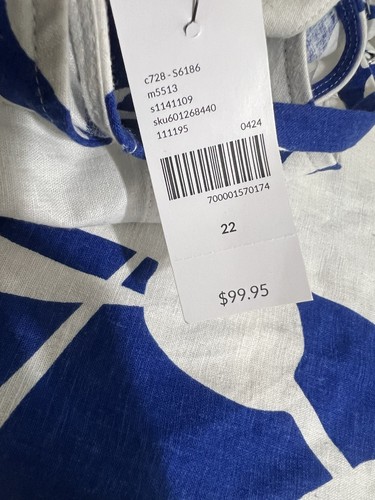 c728 - S6186
m5513
s1141109
sku601268440
111195 0424
700001570174
22
$99.95